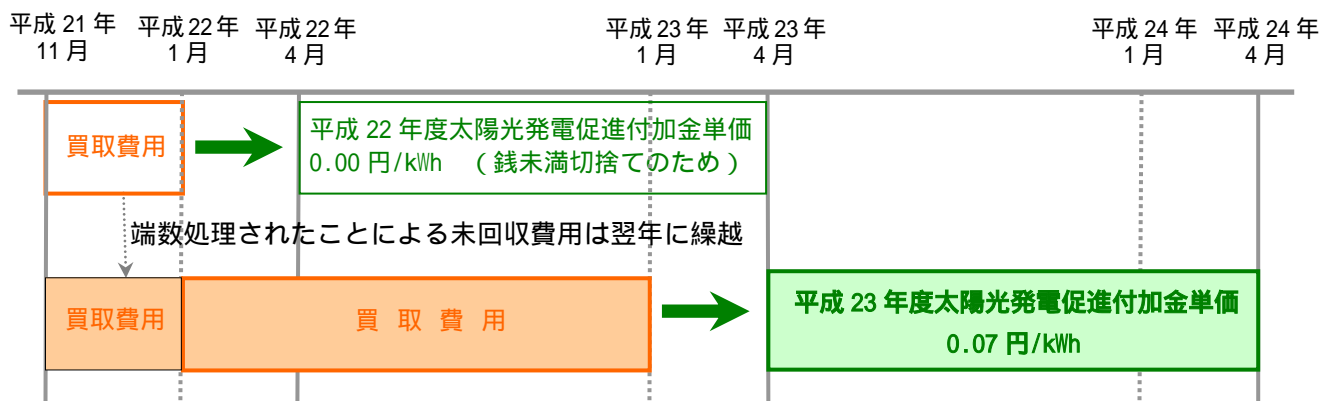 平成 21 年
11 月
平成 22 年
1 月
平成 22 年
4 月
平成 23 年
1 月
平成 23 年
4 月
平成 24 年
1 月
平成 24 年
4 月
買取費用
平成 22 年度太陽光発電促進付加金単価
0.00 円/kWh （銭未満切捨てのため）
端数処理されたことによる未回収費用は翌年に繰越
買取費用
買 取 費 用
平成 23 年度太陽光発電促進付加金単価
0.07 円/kWh